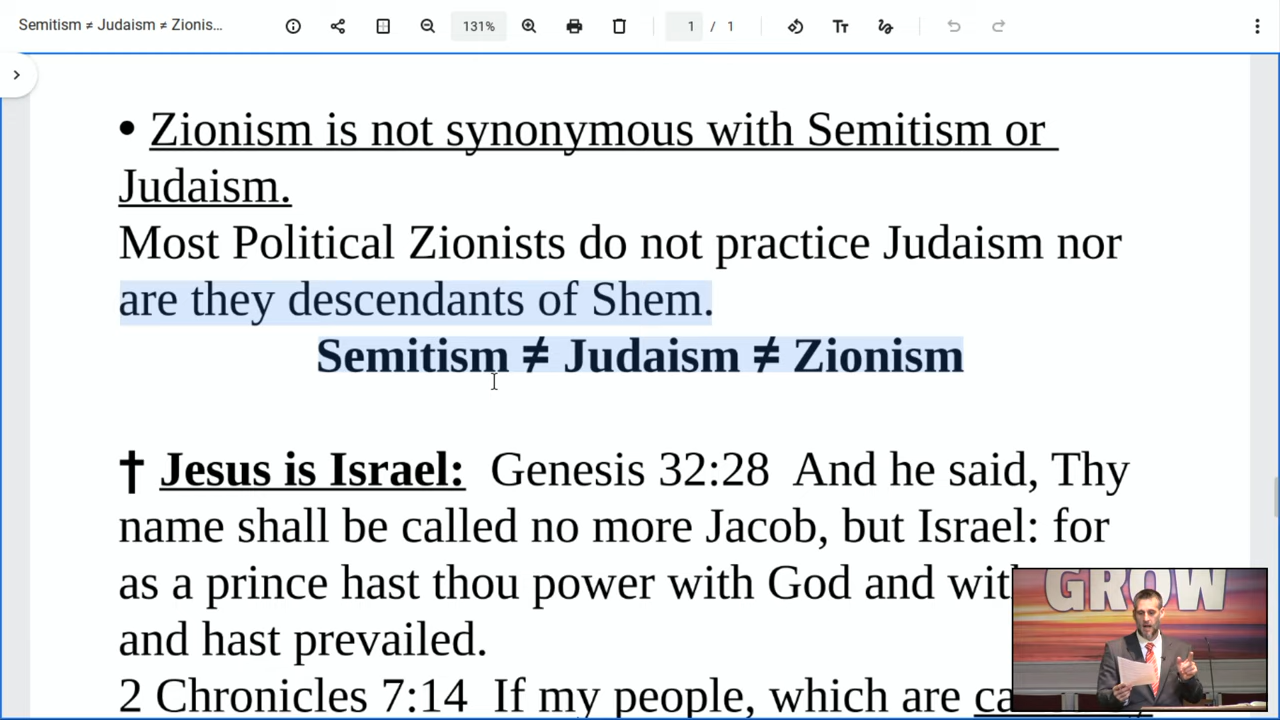 Semitism ≠ Judaism ≠ Zionis...
131%
1 / 1
• Zionism is not synonymous with Semitism or
Judaism.
Most Political Zionists do not practice Judaism nor
are they descendants of Shem.
Semitism ≠ Judaism ≠ Zionism
† Jesus is Israel: Genesis 32:28 And he said, Thy
name shall be called no more Jacob, but Israel: for
as a prince hast thou power with God and with
and hast prevailed.
2 Chronicles 7:14 If my people, which are
GROW